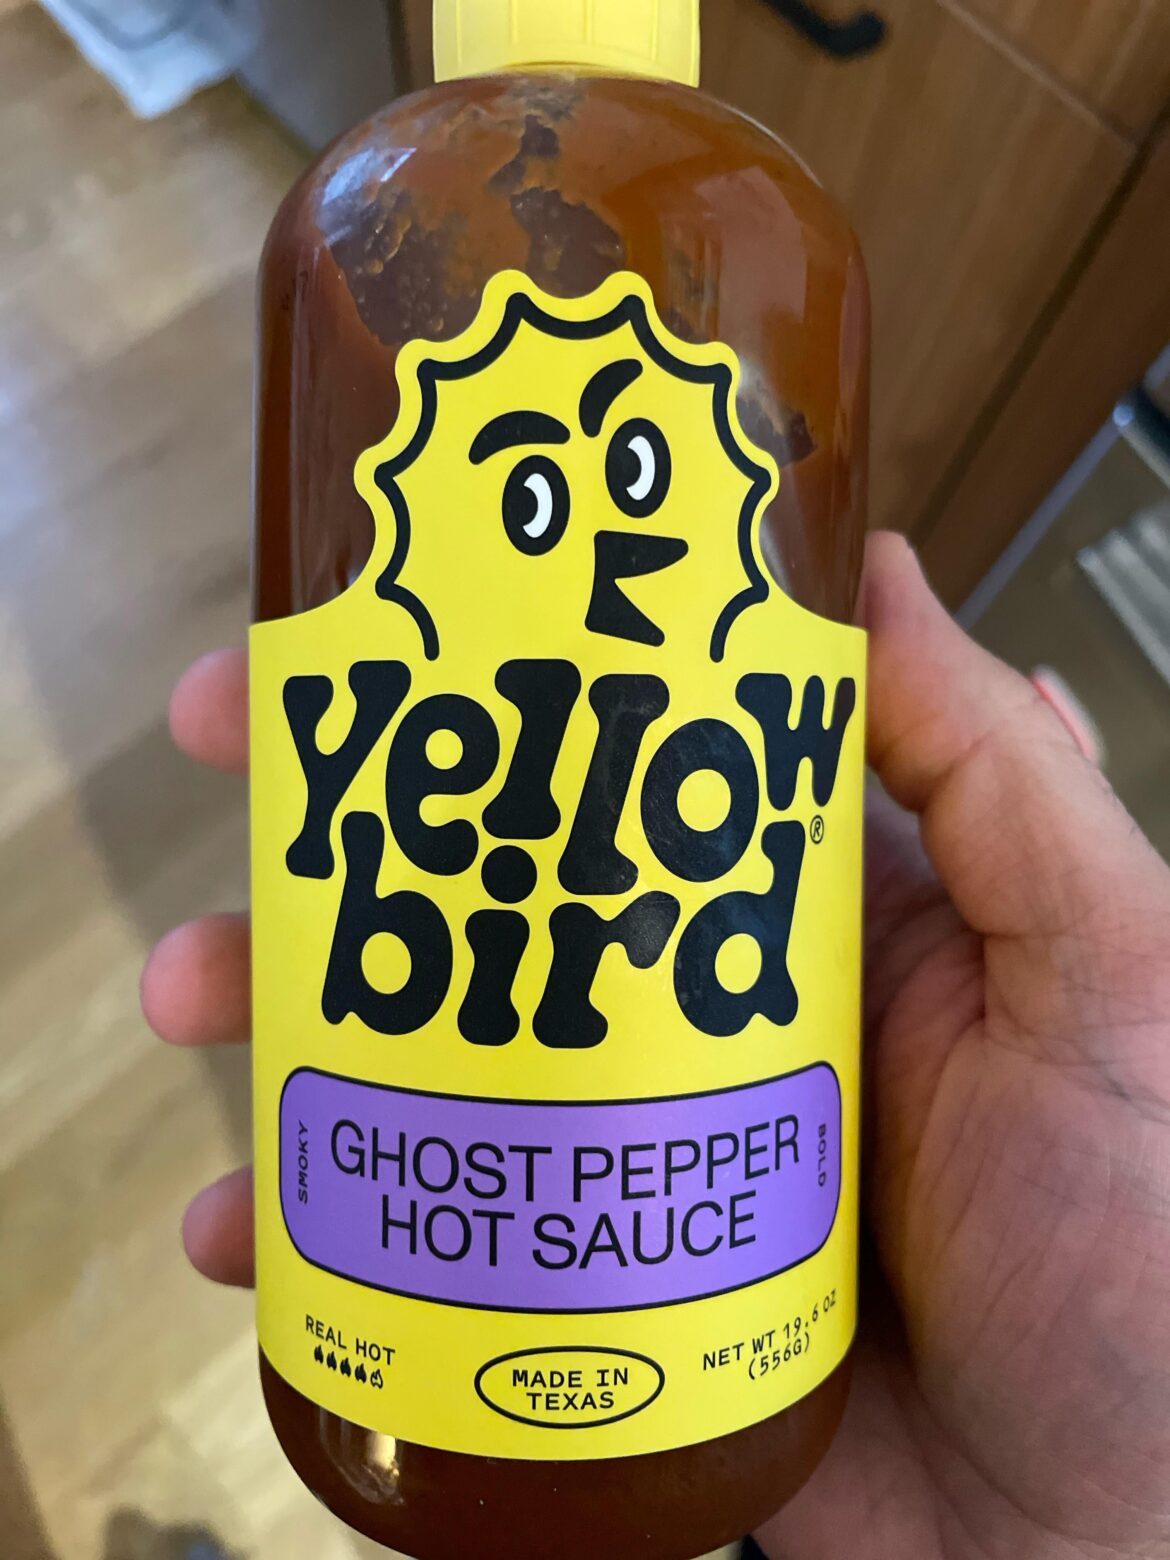 yellow
bird®
SMOKY
GHOST PEPPER
HOT SAUCE
BOLD
REAL HOT
MADE IN
TEXAS
NET WT 19.6 OZ
(556G)